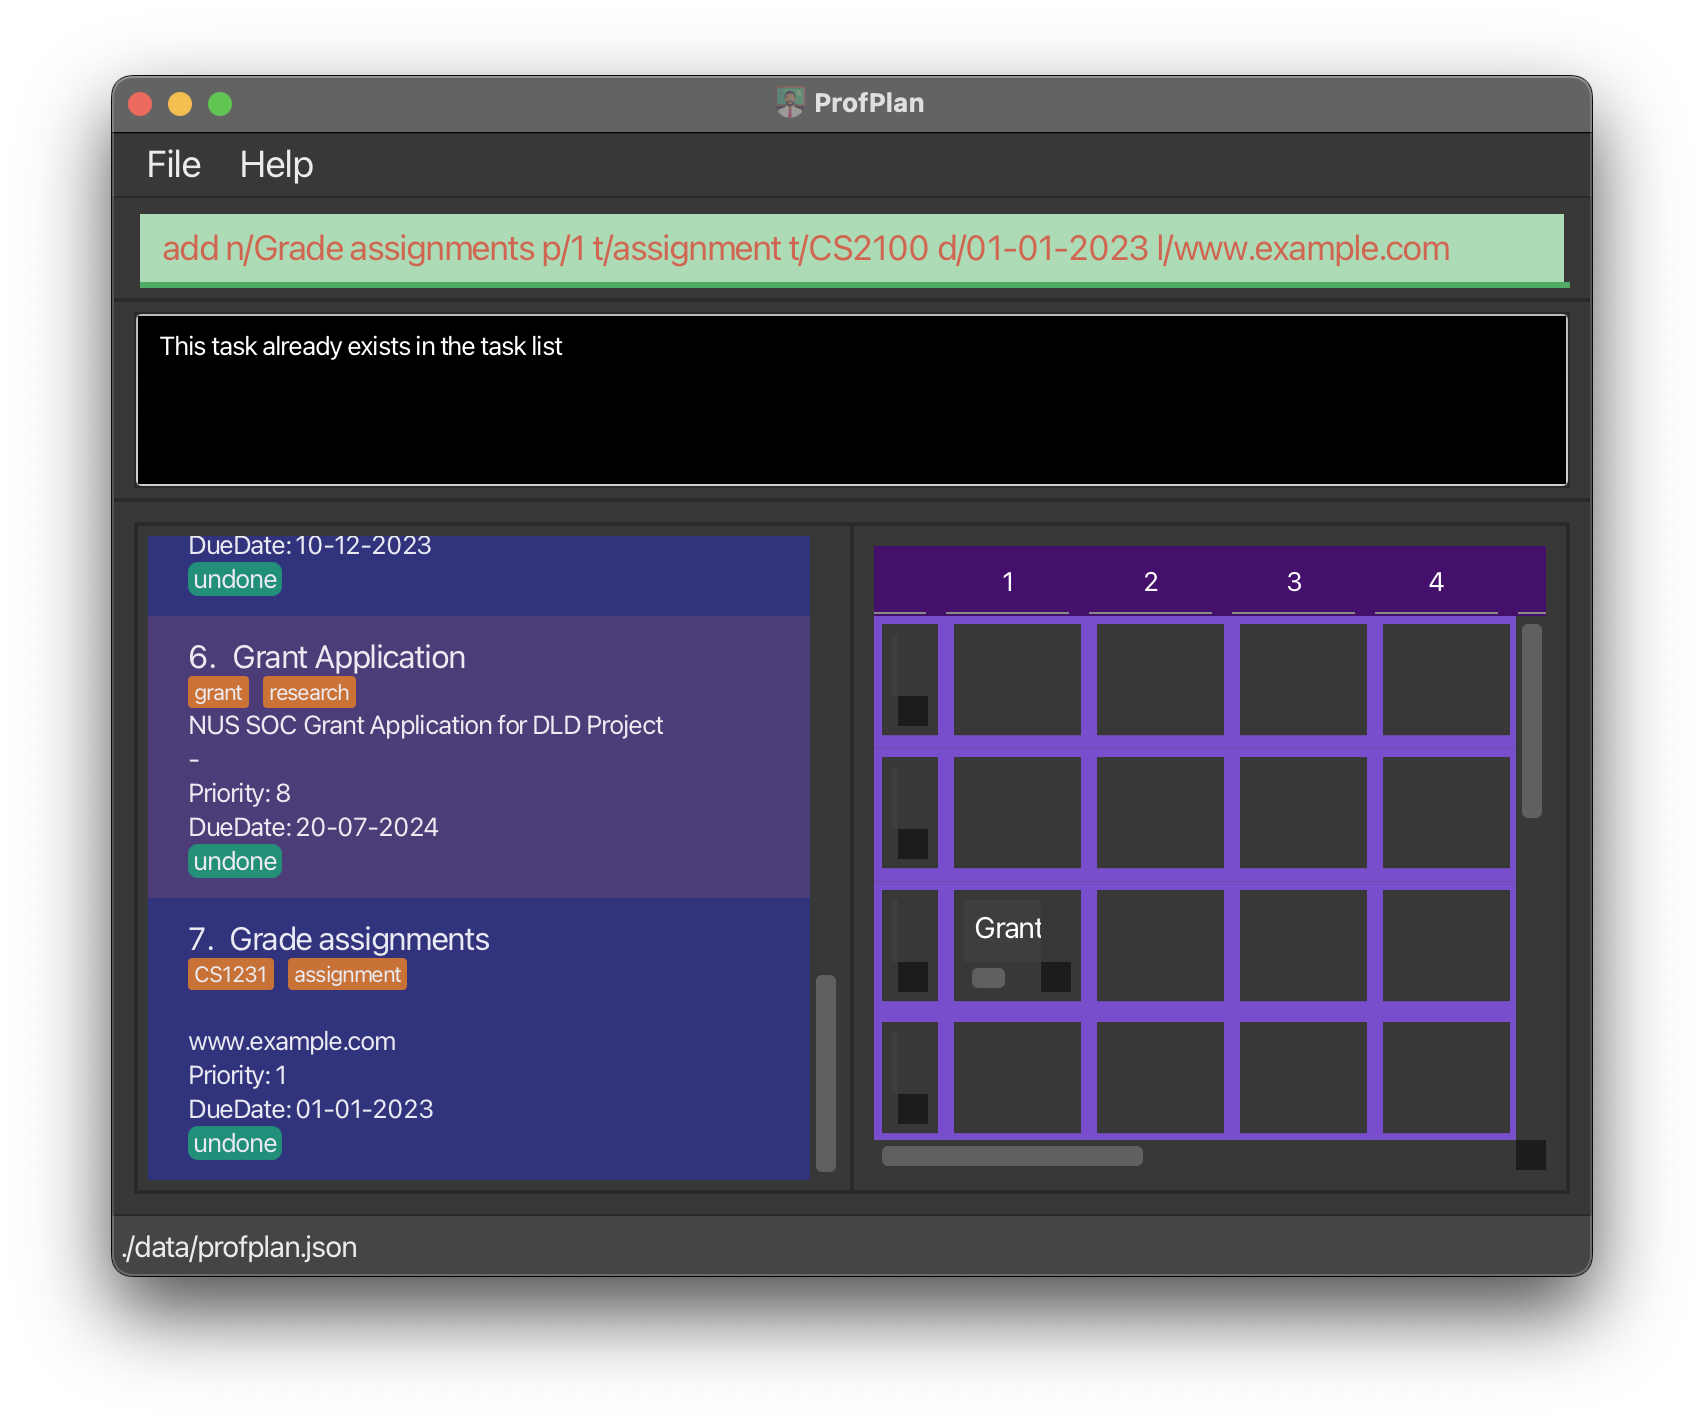 ProfPlan
File Help
add n/Grade assignments p/1 t/assignment t/CS2100 d/01-01-2023 l/www.example.com
This task already exists in the task list
DueDate: 10-12-2023
undone
6. Grant Application
grant research
NUS SOC Grant Application for DLD Project
-
Priority: 8
DueDate: 20-07-2024
undone
7. Grade assignments
CS1231 assignment
www.example.com
Priority: 1
DueDate: 01-01-2023
undone
1 2 3 4
Grant
./data/profplan.json